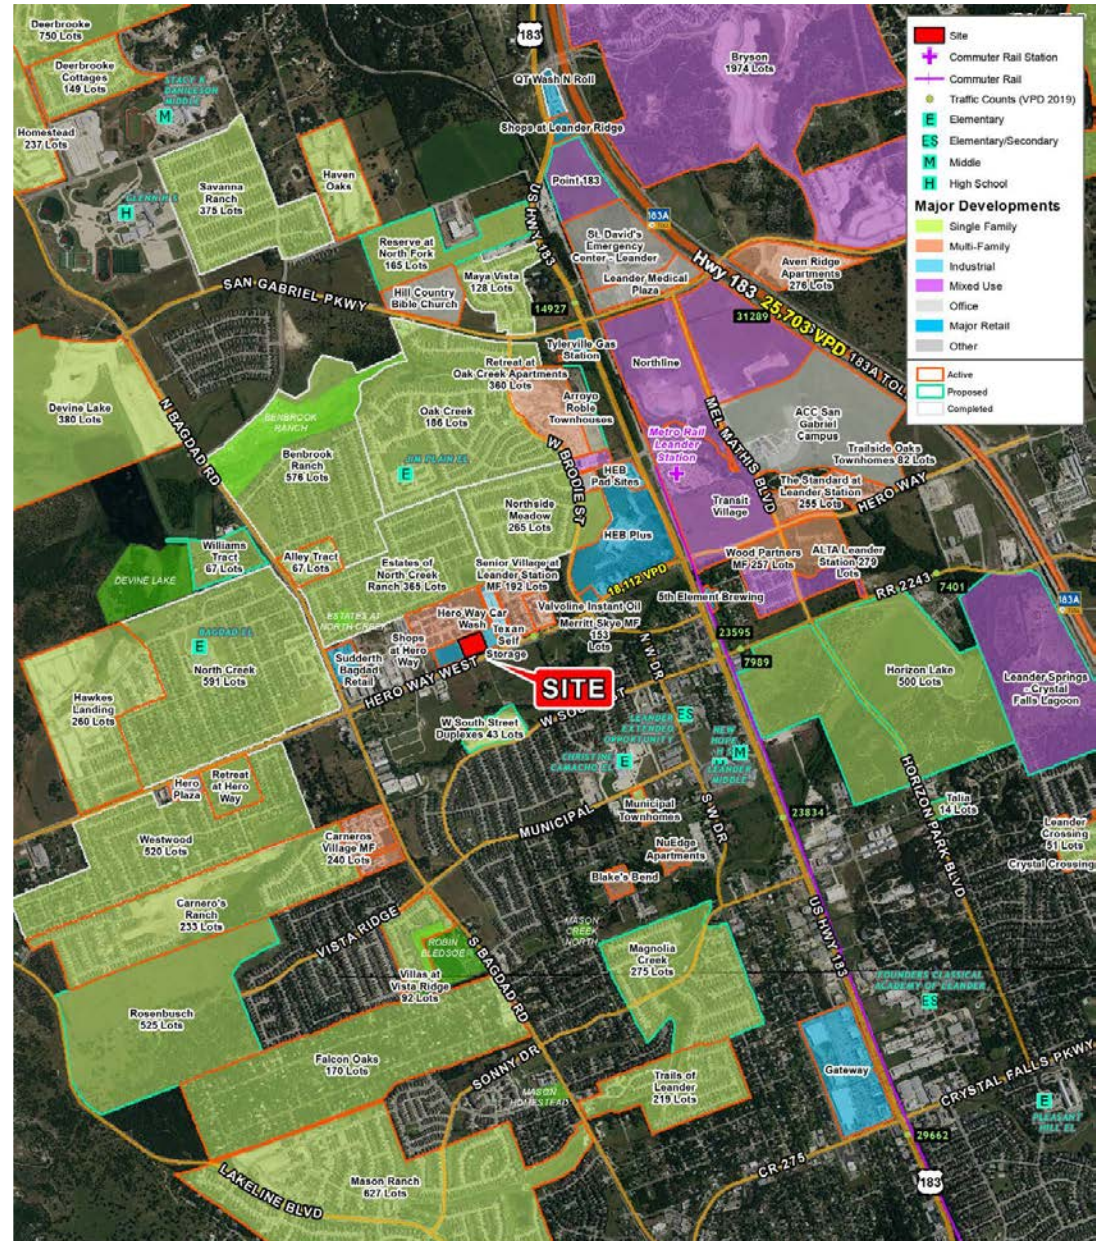 Deerbrooke
750 Lots
Deerbrooke
Cottages
149 Lots
Homestead
237 Lots
M
GLENN H S
H
Savanna
Ranch
375 Lots
Haven
Oaks
183
QT Wash N Roll
Shops at Leander Ridge
Bryson
1974 Lots
Point 183
US HWY 183
183A
St. David's
Emergency
Center - Leander
Leander Medical
Plaza
Aven Ridge
Apartments
276 Lots
Hwy 183
25,703 VPD
183A TOLL
Site
Commuter Rail Station
Commuter Rail
Traffic Counts (VPD 2019)
E
Elementary
ES
Elementary/Secondary
M
Middle
H
High School
Major Developments
Single Family
Multi-Family
Industrial
Mixed Use
Office
Major Retail
Other
Active
Proposed
Completed
Reserve at
North Fork
165 Lots
Maya Vista
128 Lots
Hill Country
Bible Church
SAN GABRIEL PKWY
14927
31289
Tylerville Gas
Station
Northline
Retreat at
Oak Creek Apartments
360 Lots
Arroyo
Roble
Townhouses
Devine Lake
380 Lots
N BAGDAD RD
BENBROOK
RANCH
Benbrook
Ranch
576 Lots
Oak Creek
186 Lots
JIM PLAIN EL
E
W BRODIE ST
MEL MATHIS BLVD
Metro Rail
Leander
Station
ACC San
Gabriel
Campus
Trailside Oaks
Townhomes 82 Lots
HERO WAY
The Standard at
Leander Station
255 Lots
HEB
Pad Sites
HEB Plus
Transit
Village
Northside
Meadow
265 Lots
18,112 VPD
Wood Partners
MF 257 Lots
ALTA Leander
Station 279
Lots
5th Element Brewing
RR 2243
7401
183A
Williams
Tract
67 Lots
DEVINE LAKE
Alley Tract
67 Lots
Estates of
North Creek
Ranch 365 Lots
Senior Village at
Leander Station
MF 192 Lots
ESTATES AT
NORTH CREEK
Hero Way Car
Wash
Valvoline Instant Oil
Merritt Skye MF
153
Lots
Texan
Self
Storage
Shops
at Hero
Way
Sudderth
Bagdad
Retail
HERO WAY WEST
SITE
BAGDAD EL
E
North Creek
591 Lots
Hawkes
Landing
260 Lots
23595
7989
N W DR
Horizon Lake
500 Lots
Leander Springs
- Crystal
Falls Lagoon
W South Street
Duplexes 43 Lots
LEANDER
EXTENDED
OPPORTUNITY
ES
CHRISTINE
CAMACHO EL
E
NEW
HOPE
H S
M
LEANDER
MIDDLE
Hero
Plaza
Retreat
at Hero
Way
Westwood
520 Lots
MUNICIPAL
Municipal
Townhomes
S W DR
23834
HORIZON PARK BLVD
Talia
14 Lots
Leander
Crossing
51 Lots
Crystal Crossing
Carneros
Village MF
240 Lots
NuEdge
Apartments
Blake's Bend
Carnero's
Ranch
233 Lots
VISTA RIDGE
ROBIN
BLEDSOE
Villas at
Vista Ridge
92 Lots
S BAGDAD RD
MASON
CREEK
NORTH
Magnolia
Creek
275 Lots
US HWY 183
FOUNDERS CLASSICAL
ACADEMY OF LEANDER
ES
Rosenbusch
525 Lots
Falcon Oaks
170 Lots
SONNY DR
MASON
HOMESTEAD
Trails of
Leander
219 Lots
Gateway
CRYSTAL FALLS PKWY
E
PLEASANT
HILL EL
29662
CR-275
183
Mason Ranch
627 Lots
LAKELINE BLVD